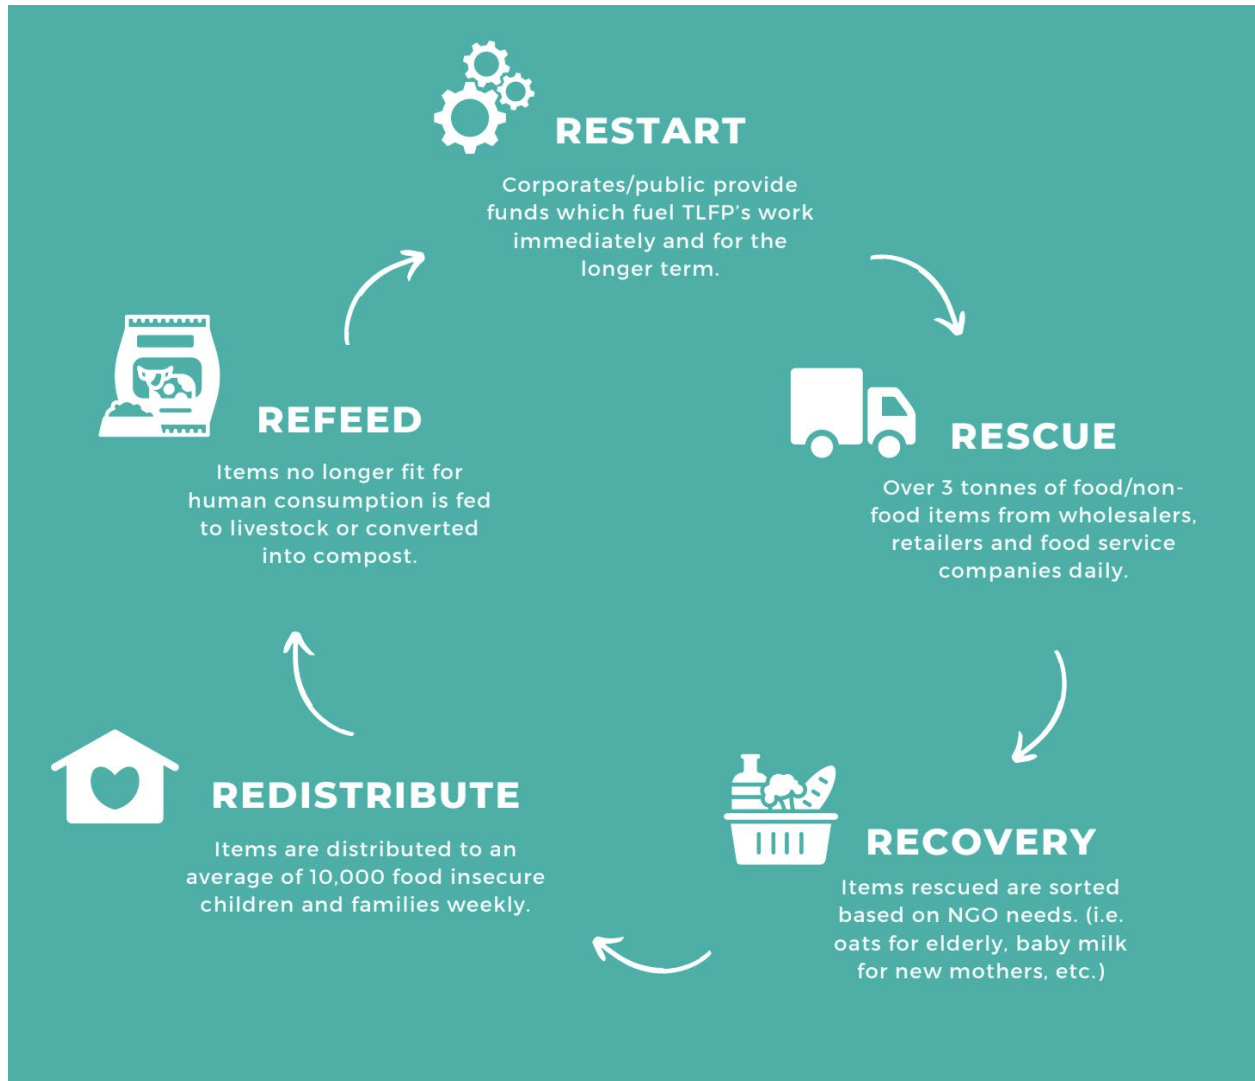 RESTART
Corporates/public provide
funds which fuel TLFP's work
immediately and for the
longer term.
RESCUE
Over 3 tonnes of food/non-
food items from wholesalers,
retailers and food service
companies daily.
RECOVERY
Items rescued are sorted
based on NGO needs. (i.e.
oats for elderly, baby milk
for new mothers, etc.)
REDISTRIBUTE
Items are distributed to an
average of 10,000 food insecure
children and families weekly.
REFEED
Items no longer fit for
human consumption is fed
to livestock or converted
into compost.